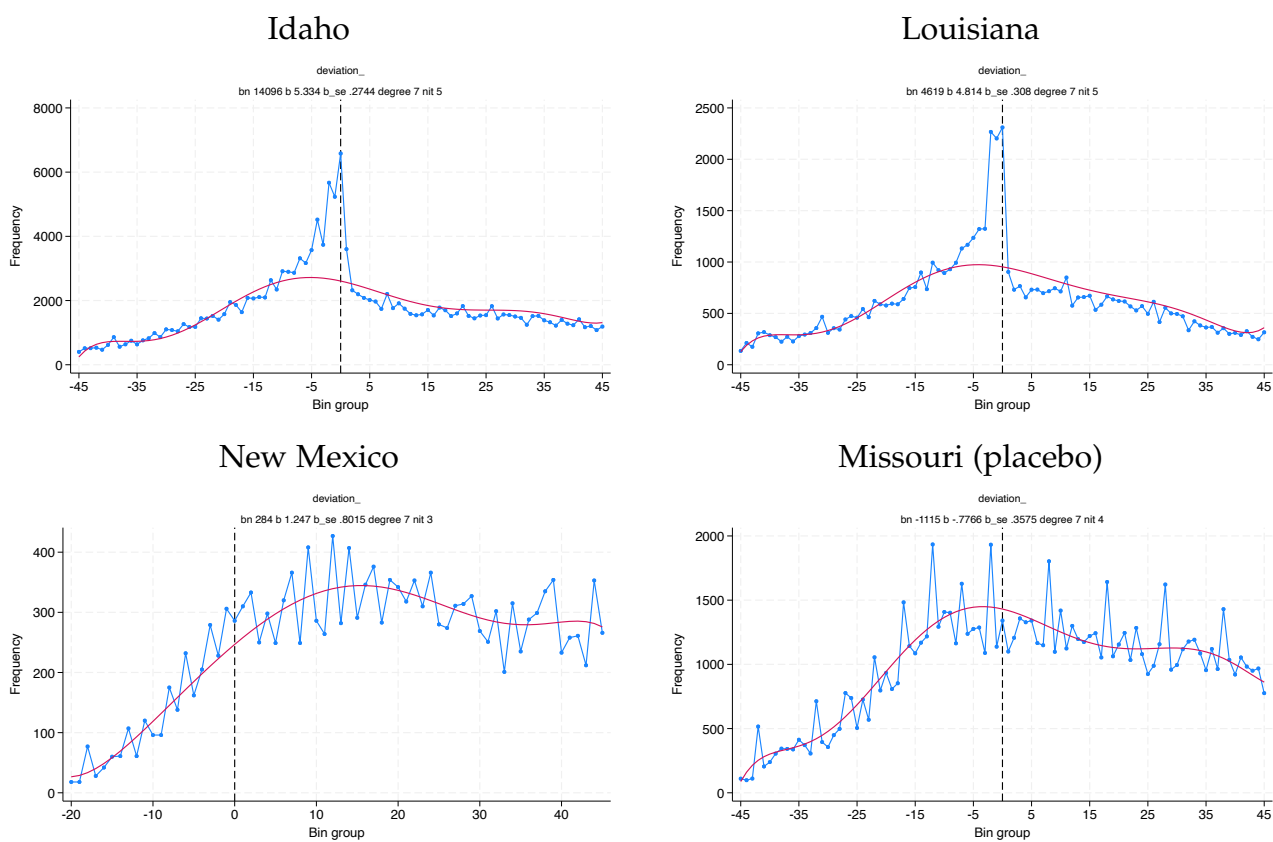 Idaho
deviation_
bn 14096 b 5.334 b_se .2744 degree 7 nit 5
8000
6000
4000
2000
0
Frequency
-45 -35 -25 -15 -5 5 15 25 35 45
Bin group
Louisiana
deviation_
bn 4619 b 4.814 b_se .308 degree 7 nit 5
2500
2000
1500
1000
500
0
Frequency
-45 -35 -25 -15 -5 5 15 25 35 45
Bin group
New Mexico
deviation_
bn 284 b 1.247 b_se .8015 degree 7 nit 3
400
300
200
100
0
Frequency
-20 -10 0 10 20 30 40
Bin group
Missouri (placebo)
deviation_
bn -1115 b -.7766 b_se .3575 degree 7 nit 4
2000
1500
1000
500
0
Frequency
-45 -35 -25 -15 -5 5 15 25 35 45
Bin group